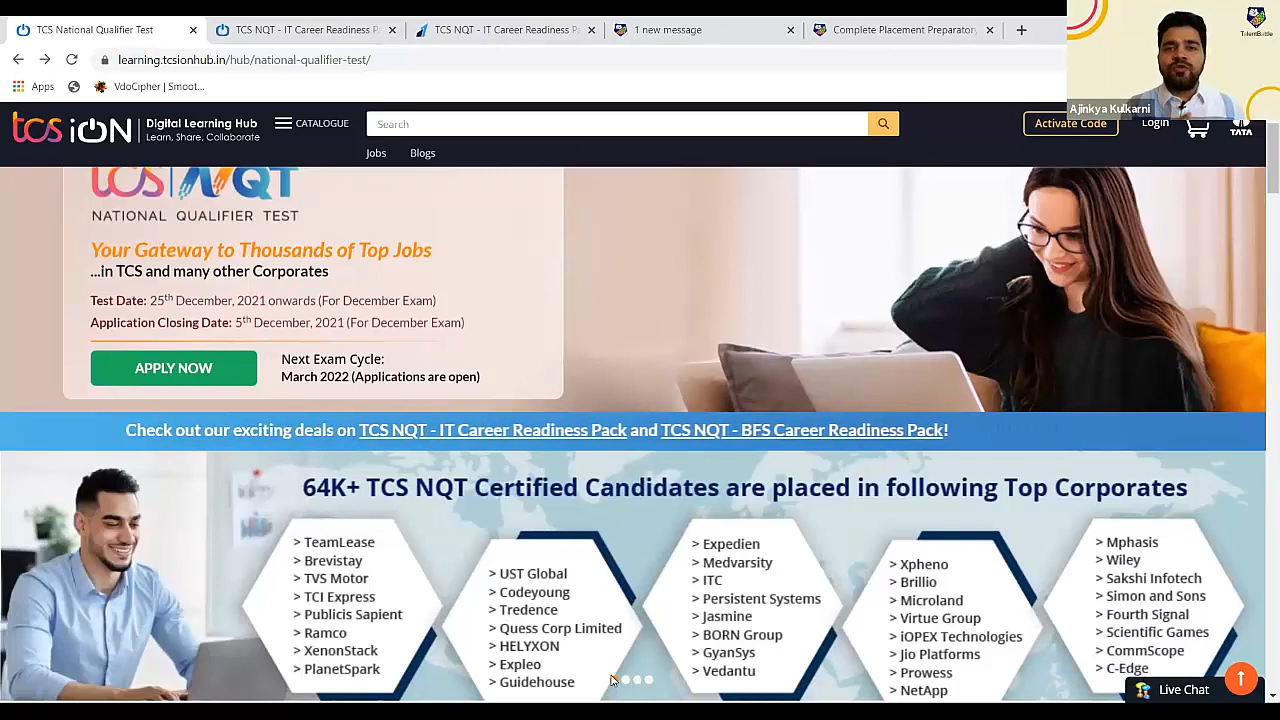 TCS National Qualifier Test
TCS NQT - IT Career Readiness
TCS NQT - IT Career Readiness P
1 new message
Complete Placement Preparatory
TalentBattle
learning.tcsionhub.in/hub/national-qualifier-test/
Ajinkya Kulkarni
Apps
VdoCipher | Smoot...
tcs iON
Digital Learning Hub
Learn, Share, Collaborate
CATALOGUE
Search
Activate Code
Login
TATA
Jobs
Blogs
tcs NQT
NATIONAL QUALIFIER TEST
Your Gateway to Thousands of Top Jobs
...in TCS and many other Corporates
Test Date: 25th December, 2021 onwards (For December Exam)
Application Closing Date: 5th December, 2021 (For December Exam)
APPLY NOW
Next Exam Cycle:
March 2022 (Applications are open)
Check out our exciting deals on TCS NQT - IT Career Readiness Pack and TCS NQT - BFS Career Readiness Pack!
64K+ TCS NQT Certified Candidates are placed in following Top Corporates
> TeamLease
> Brevistay
> TVS Motor
> TCI Express
> Publicis Sapient
> Ramco
> XenonStack
> PlanetSpark
> UST Global
> Codeyoung
> Tredence
> Quess Corp Limited
> HELYXON
> Expleo
> Guidehouse
> Expedien
> Medvarsity
> ITC
> Persistent Systems
> Jasmine
> BORN Group
> GyanSys
> Vedantu
> Xpheno
> Brillio
> Microland
> Virtue Group
> iOPEX Technologies
> Jio Platforms
> Prowess
> NetApp
> Mphasis
> Wiley
> Sakshi Infotech
> Simon and Sons
> Fourth Signal
> Scientific Games
> CommScope
> C-Edge
Live Chat